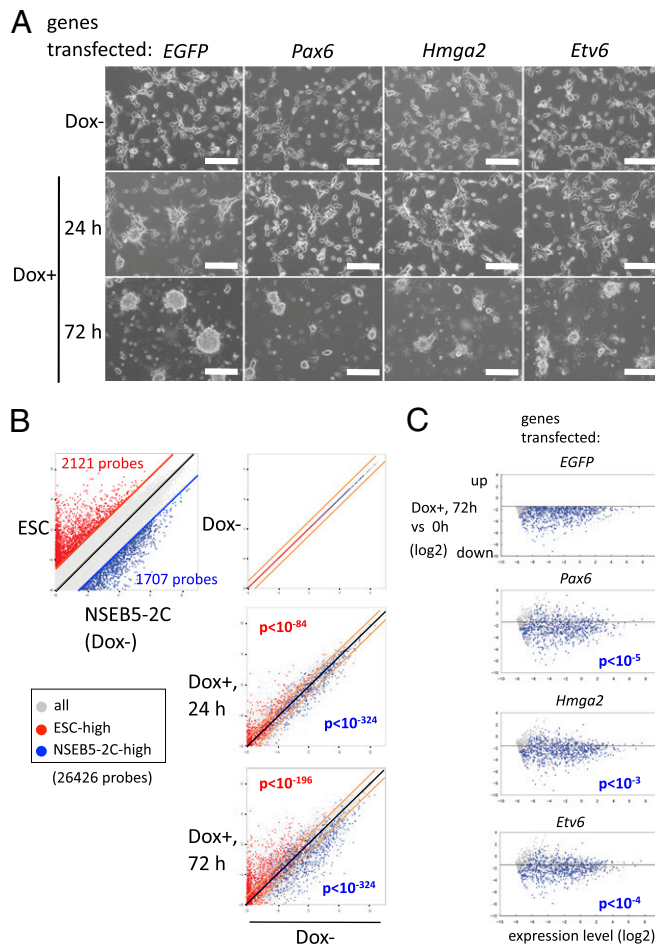 A
genes
transfected:
EGFP
Pax6
Hmga2
Etv6
Dox-
24 h
Dox+
72 h
B
2121 probes
ESC
1707 probes
NSEB5-2C
(Dox-)
Dox-
p<10-84
Dox+,
24 h
p<10-324
all
ESC-high
NSEB5-2C-high
(26426 probes)
p<10-196
Dox+,
72 h
p<10-324
Dox-
C
genes
transfected:
EGFP
up
Dox+, 72h
vs 0h
(log2)
down
Pax6
p<10-5
Hmga2
p<10-3
Etv6
p<10-4
expression level (log2)